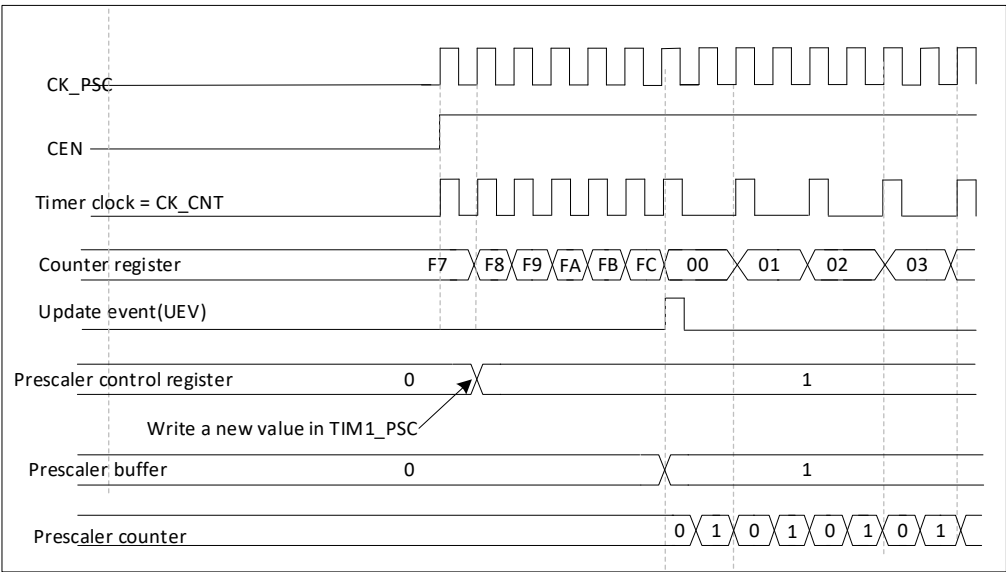 CK_PSC
CEN
Timer clock = CK_CNT
Counter register F7 F8 F9 FA FB FC 00 01 02 03
Update event(UEV)
Prescaler control register 0 1
Write a new value in TIM1_PSC
Prescaler buffer 0 1
Prescaler counter 0 1 0 1 0 1 0 1